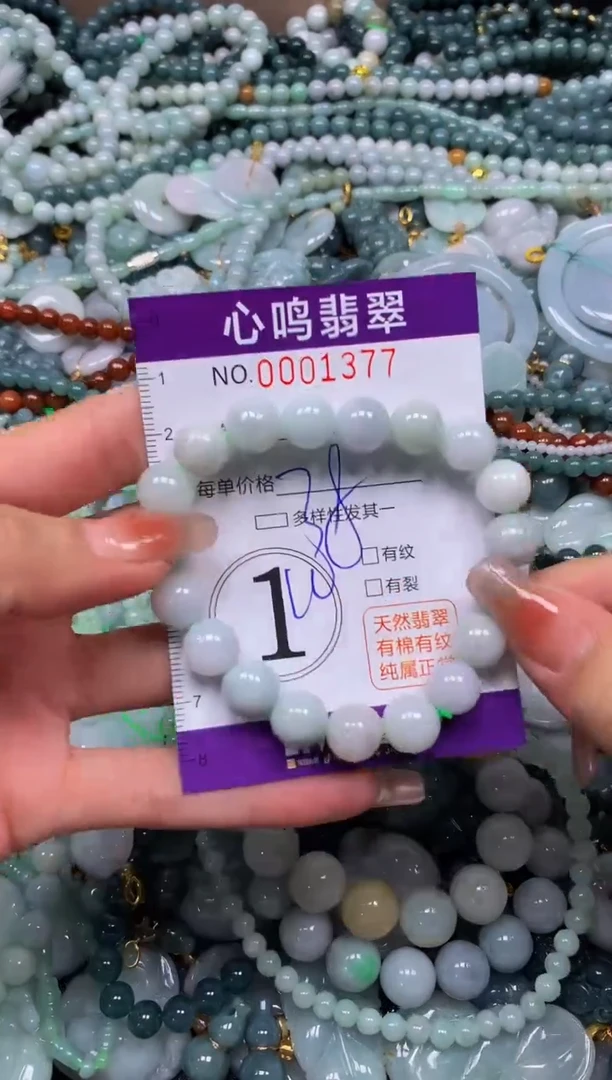 心鸣翡翠
NO.0001377
1
2
每单价格
多样性发其一
有纹
有裂
1
天然翡翠
有棉有纹
纯属正常
7
8